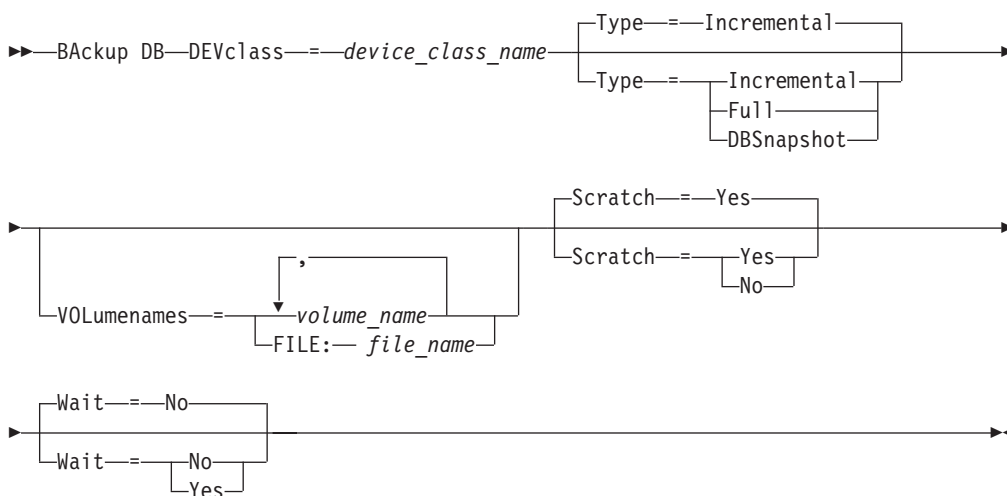 Type = Incremental
BAckup DB DEVclass = device_class_name
Type = Incremental
Full
DBSnapshot
Scratch = Yes
Scratch = Yes
No
,
VOLumenames = volume_name
FILE: file_name
Wait = No
Wait = No
Yes